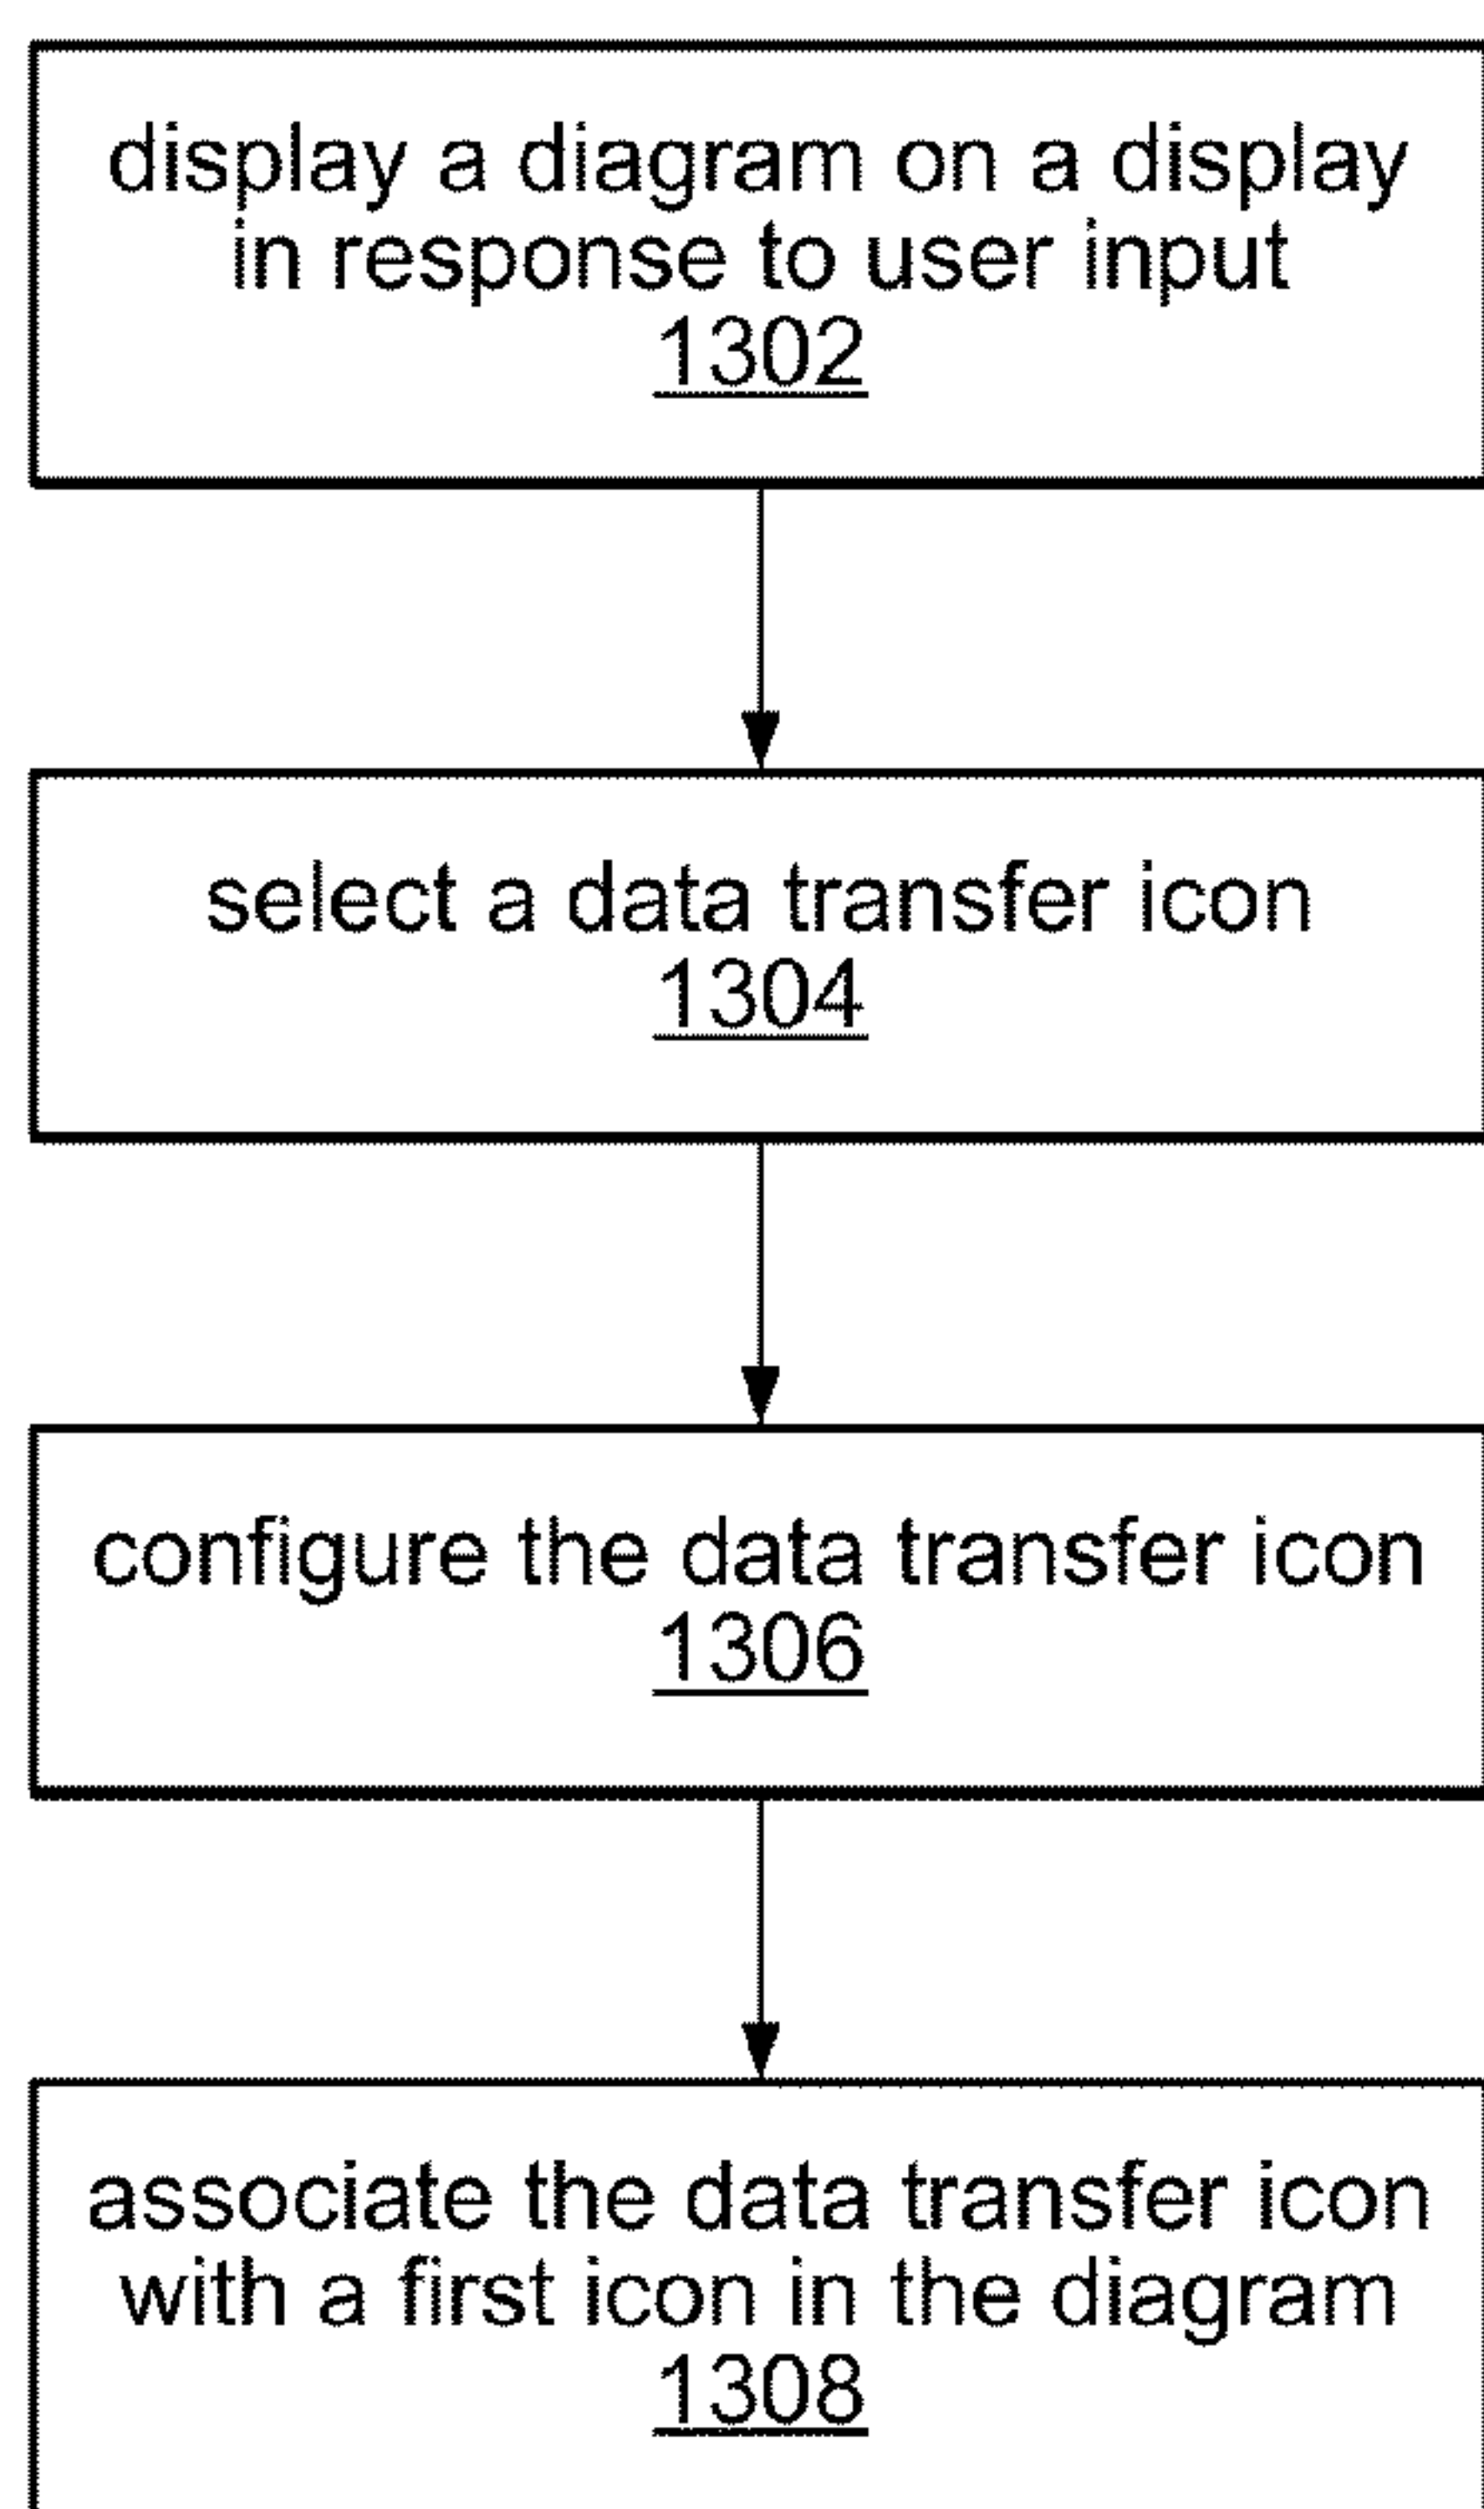 display a diagram on a display
in response to user input
1302
select a data transfer icon
1304
configure the data transfer icon
1306
associate the data transfer icon
with a first icon in the diagram
1308